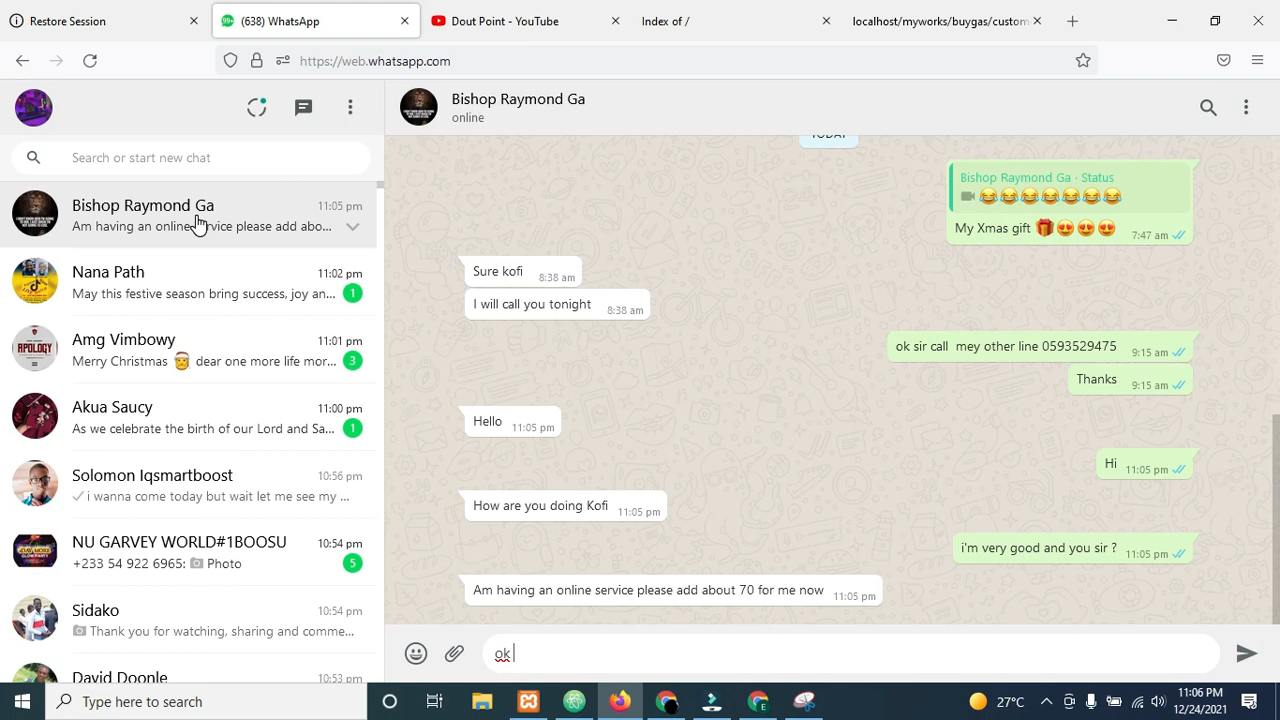 Restore Session
99+
(638) WhatsApp
Dout Point - YouTube
Index of /
localhost/myworks/buygas/custom
https://web.whatsapp.com
Bishop Raymond Ga
online
Search or start new chat
Bishop Raymond Ga
11:05 pm
Am having an online service please add abo...
Nana Path
11:02 pm
May this festive season bring success, joy an...
1
Amg Vimbowy
11:01 pm
Merry Christmas 🎅 dear one more life mor...
3
APOLOGY
Akua Saucy
11:00 pm
As we celebrate the birth of our Lord and Sa...
1
Solomon Iqsmartboost
10:56 pm
i wanna come today but wait let me see my ...
NU GARVEY WORLD#1BOOSU
10:54 pm
+233 54 922 6965: 📷 Photo
5
Sidako
10:54 pm
Thank you for watching, sharing and comme...
David Doonle
10:53 pm
TODAY
Bishop Raymond Ga · Status
😂😂😂😂😂😂😂
My Xmas gift 🎁😍😍😍
7:47 am
Sure kofi
8:38 am
I will call you tonight
8:38 am
ok sir call mey other line 0593529475
9:15 am
Thanks
9:15 am
Hello
11:05 pm
Hi
11:05 pm
How are you doing Kofi
11:05 pm
i'm very good and you sir ?
11:05 pm
Am having an online service please add about 70 for me now
11:05 pm
ok
Type here to search
27°C
11:06 PM
12/24/2021